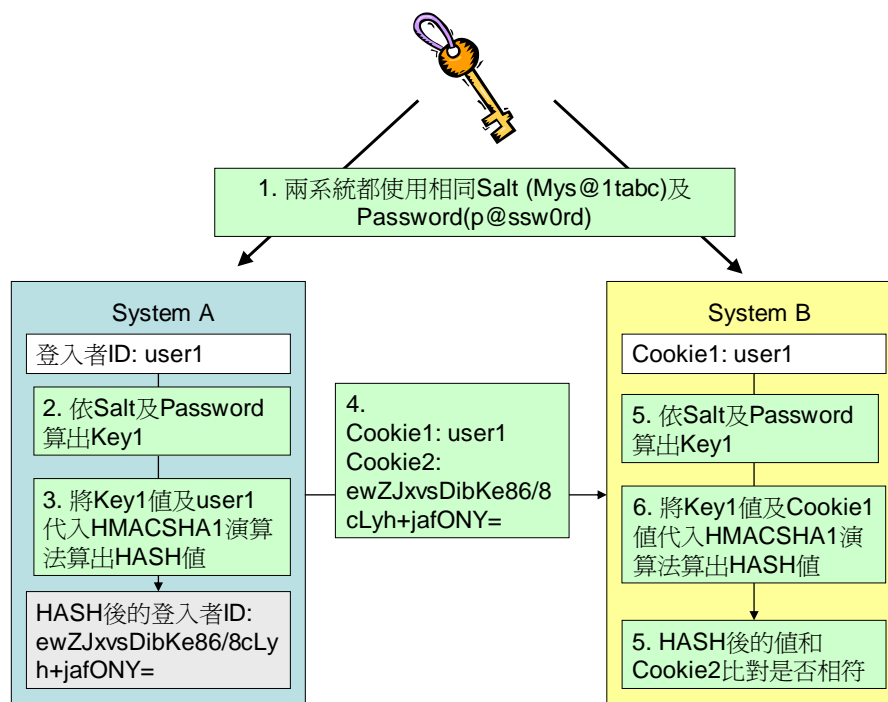 1. 兩系統都使用相同Salt (Mys@1tabc)及
Password(p@ssw0rd)
System A
登入者ID: user1
2. 依Salt及Password
算出Key1
3. 將Key1值及user1
代入HMACSHA1演算
法算出HASH值
HASH後的登入者ID:
ewZJxvsDibKe86/8cLy
h+jafONY=
4.
Cookie1: user1
Cookie2:
ewZJxvsDibKe86/8
cLyh+jafONY=
System B
Cookie1: user1
5. 依Salt及Password
算出Key1
6. 將Key1值及Cookie1
值代入HMACSHA1演
算法算出HASH值
5. HASH後的值和
Cookie2比對是否相符